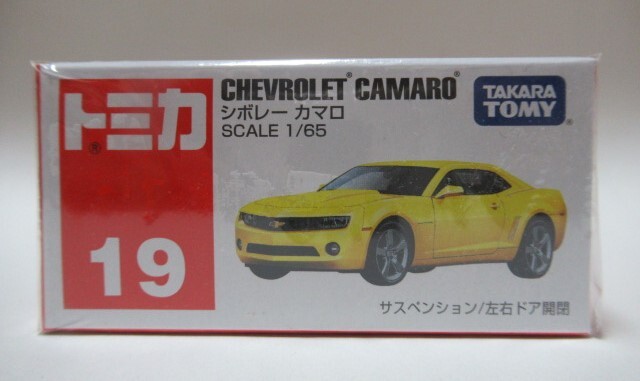 トミカ
®
19
CHEVROLET® CAMARO®
シボレー カマロ
SCALE 1/65
TAKARA
TOMY®
サスペンション/左右ドア開閉